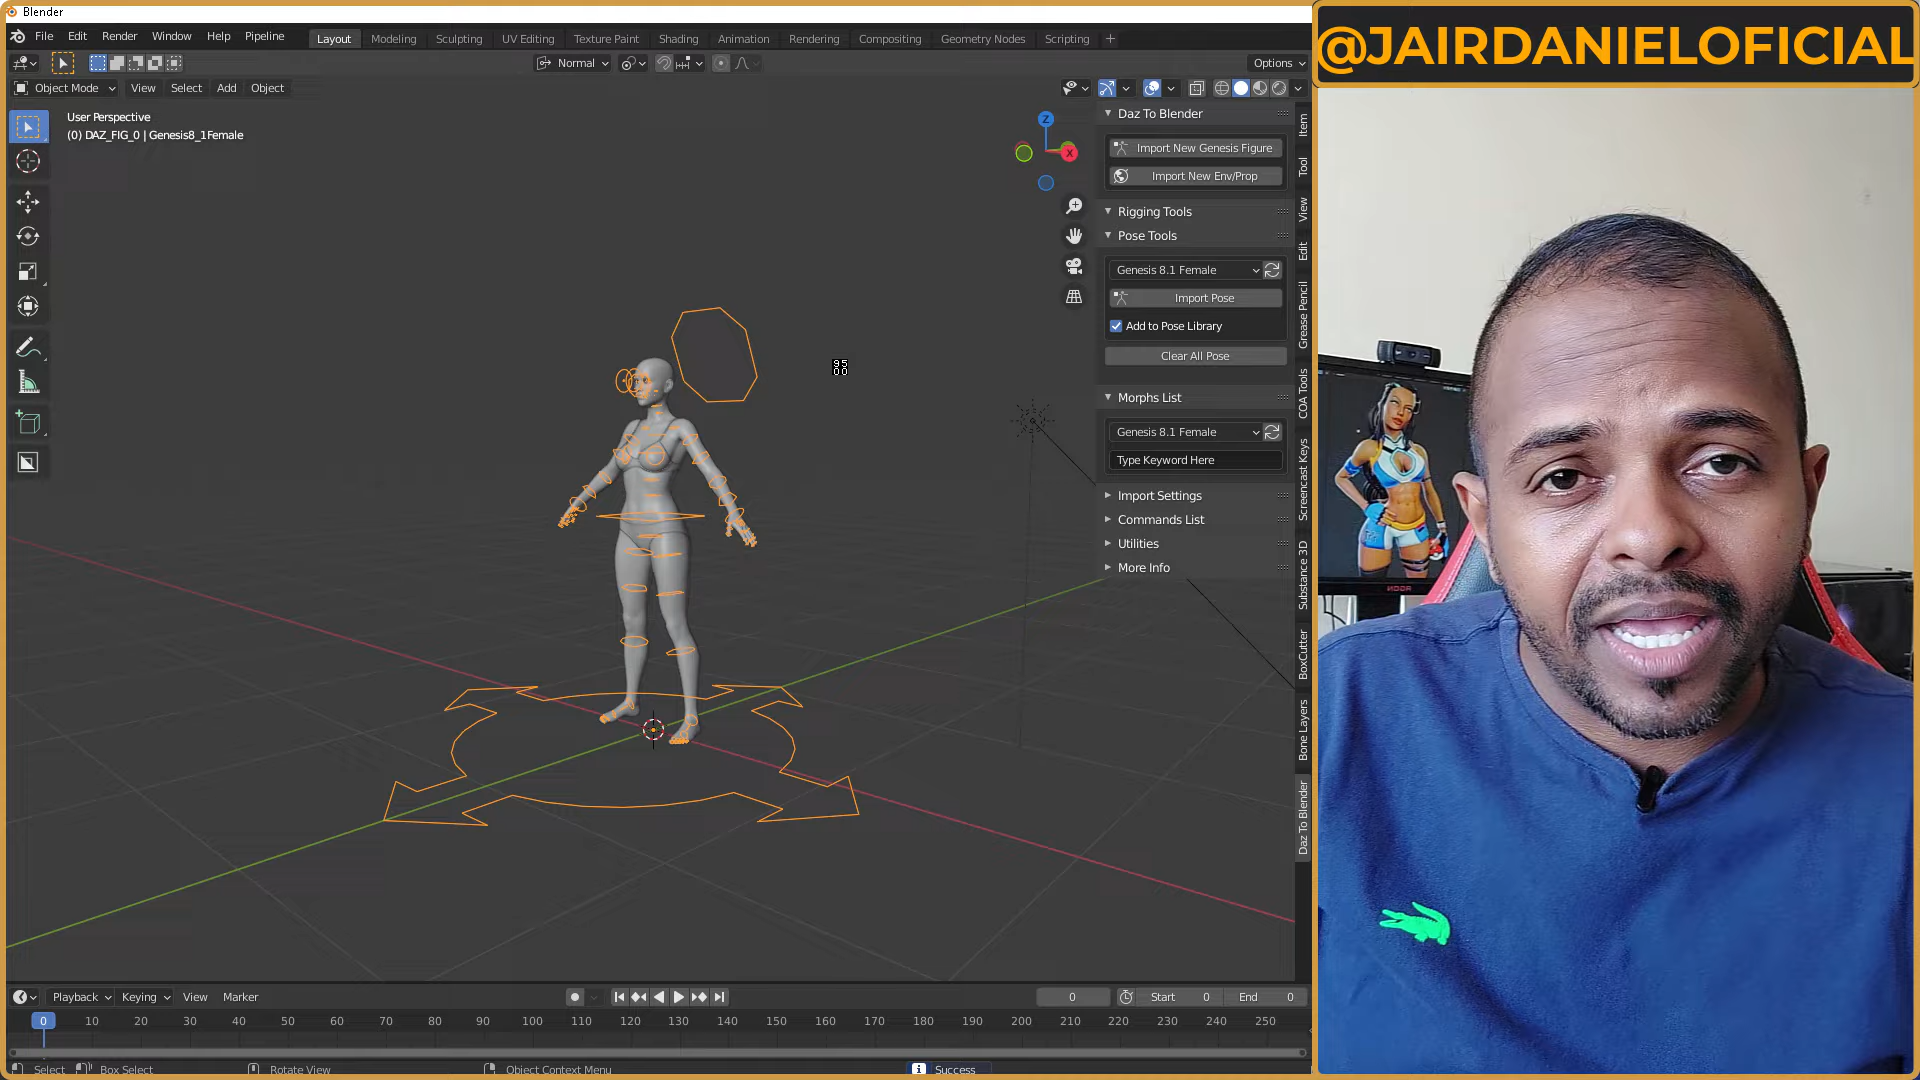 Blender
@JAIRDANIELOFICIAL
File Edit Render Window Help Pipeline
Layout Modeling Sculpting UV Editing Texture Paint Shading Animation Rendering Compositing Geometry Nodes Scripting +
Normal
Options
Object Mode View Select Add Object
User Perspective
(0) DAZ_FIG_0 | Genesis8_1Female
Z
X
Daz To Blender
Import New Genesis Figure
Import New Env/Prop
Rigging Tools
Pose Tools
Genesis 8.1 Female
Import Pose
Add to Pose Library
Clear All Pose
Morphs List
Genesis 8.1 Female
Type Keyword Here
Import Settings
Commands List
Utilities
More Info
Item
Tool
View
Edit
Grease Pencil
COA Tools
Screencast Keys
Substance 3D
BoxCutter
Bone Layers
Daz To Blender
95
00
Playback Keying View Marker
0 Start 0 End 0
0 10 20 30 40 50 60 70 80 90 100 110 120 130 140 150 160 170 180 190 200 210 220 230 240 250
Select Box Select Rotate View Object Context Menu Success